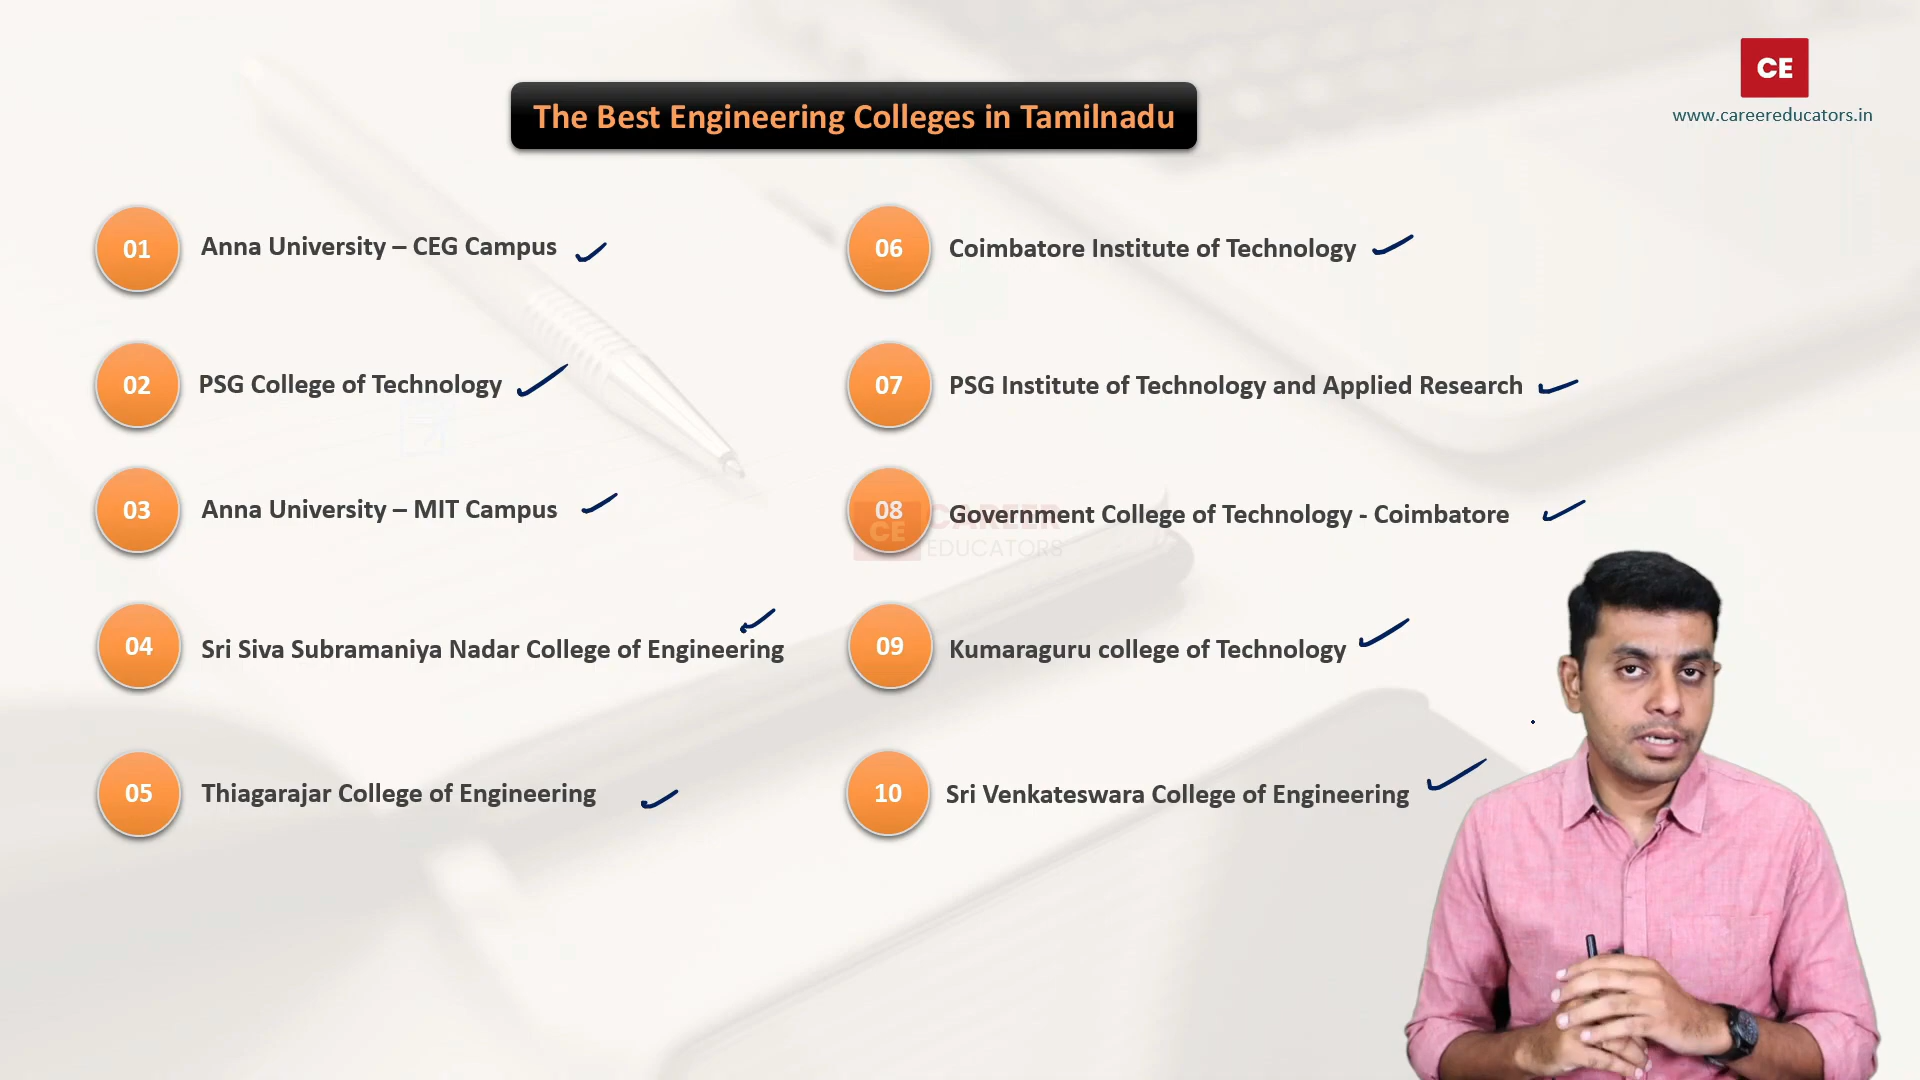 The Best Engineering Colleges in Tamilnadu
CE
www.careereducators.in
01
Anna University – CEG Campus
02
PSG College of Technology
03
Anna University – MIT Campus
04
Sri Siva Subramaniya Nadar College of Engineering
05
Thiagarajar College of Engineering
06
Coimbatore Institute of Technology
07
PSG Institute of Technology and Applied Research
08
Government College of Technology - Coimbatore
09
Kumaraguru college of Technology
10
Sri Venkateswara College of Engineering
CE
CAREER
EDUCATORS